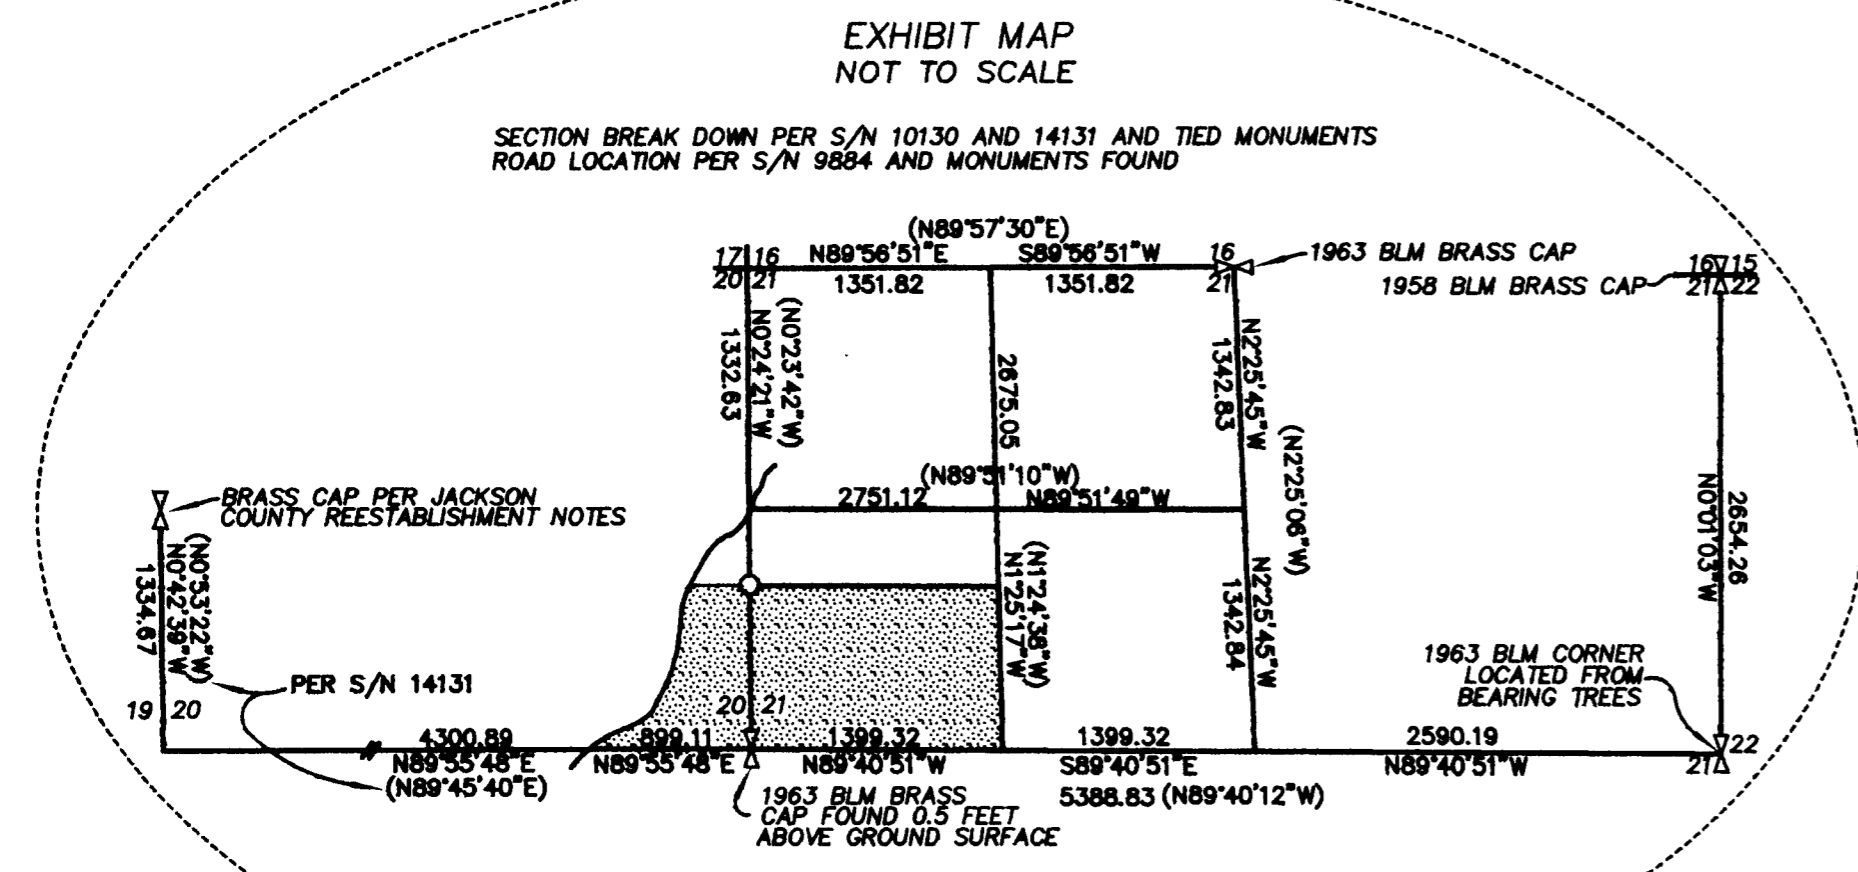 EXHIBIT MAP
NOT TO SCALE
SECTION BREAK DOWN PER S/N 10130 AND 14131 AND TIED MONUMENTS
ROAD LOCATION PER S/N 9884 AND MONUMENTS FOUND
(N89°57'30"E)
N89°56'51"E
S89°56'51"W
1351.82
1351.82
17 16
20 21
16
21
1963 BLM BRASS CAP
1958 BLM BRASS CAP
16 15
21 22
(N0°23'42"W)
N0°24'21"W
1332.63
2675.05
N2°25'45"W
1342.83
(N2°25'06"W)
(N89°51'10"W)
2751.12
N89°51'49"W
BRASS CAP PER JACKSON
COUNTY REESTABLISHMENT NOTES
(N0°53'22"W)
N0°42'39"W
1334.67
PER S/N 14131
19 20
20 21
(N1°24'38"W)
N1°25'17"W
N2°25'45"W
1342.84
2654.26
N0°01'03"W
1963 BLM CORNER
LOCATED FROM
BEARING TREES
22
21
4300.89
N89°55'48"E
(N89°45'40"E)
899.11
N89°55'48"E
1399.32
N89°40'51"W
1399.32
S89°40'51"E
2590.19
N89°40'51"W
5388.83 (N89°40'12"W)
1963 BLM BRASS
CAP FOUND 0.5 FEET
ABOVE GROUND SURFACE